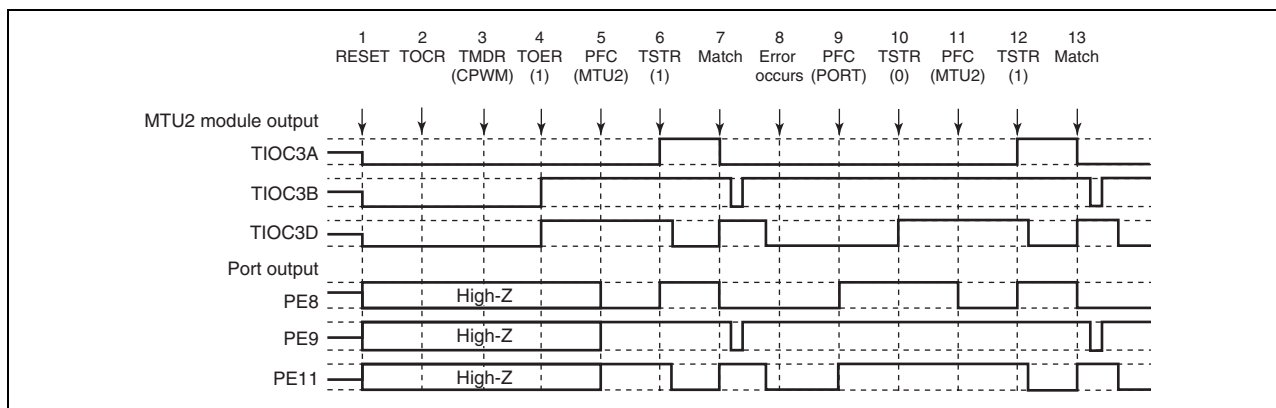 1 2 3 4 5 6 7 8 9 10 11 12 13
RESET TOCR TMDR TOER PFC TSTR Match Error PFC TSTR PFC TSTR Match
(CPWM) (1) (MTU2) (1) occurs (PORT) (0) (MTU2) (1)
MTU2 module output
TIOC3A
TIOC3B
TIOC3D
Port output
PE8 High-Z
PE9 High-Z
PE11 High-Z